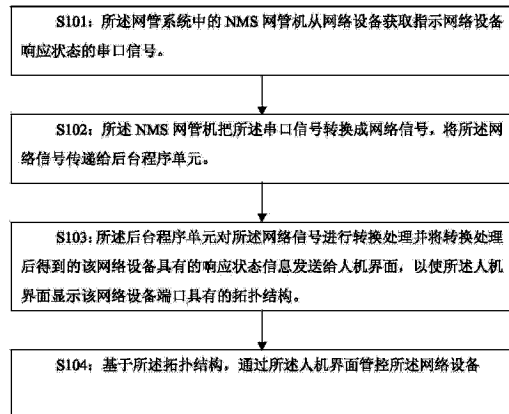 S101：所述网管系统中的 NMS 网管机从网络设备获取指示网络设备
响应状态的串口信号。
S102：所述 NMS 网管机把所述串口信号转换成网络信号，将所述网
络信号传递给后台程序单元。
S103：所述后台程序单元对所述网络信号进行转换处理并将转换处理
后得到的该网络设备具有的响应状态信息发送给人机界面，以使所述人机
界面显示该网络设备端口具有的拓扑结构。
S104：基于所述拓扑结构，通过所述人机界面管控所述网络设备